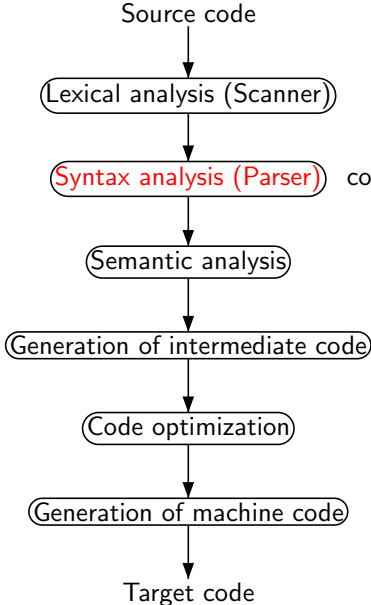 Source code
Lexical analysis (Scanner)
Syntax analysis (Parser) co
Semantic analysis
Generation of intermediate code
Code optimization
Generation of machine code
Target code